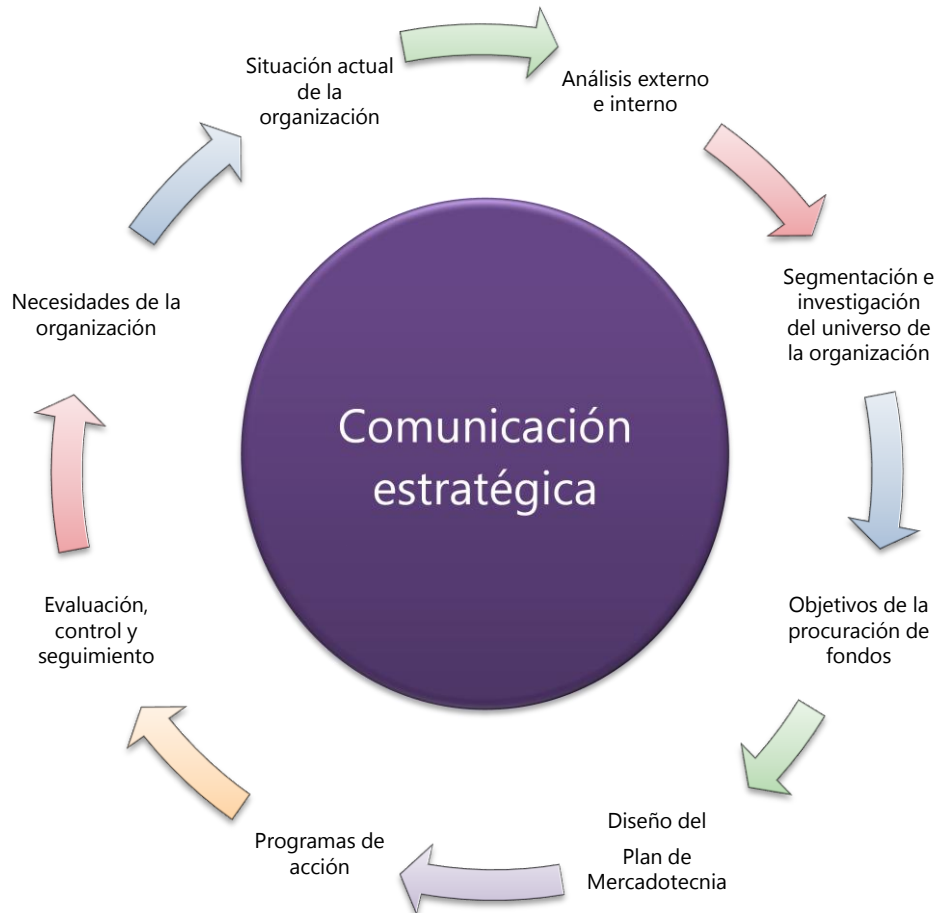 Situación actual
de la
organización
Análisis externo
e interno
Segmentación e
investigación
del universo de
la organización
Objetivos de la
procuración de
fondos
Diseño del
Plan de
Mercadotecnia
Programas de
acción
Evaluación,
control y
seguimiento
Necesidades de la
organización
Comunicación
estratégica